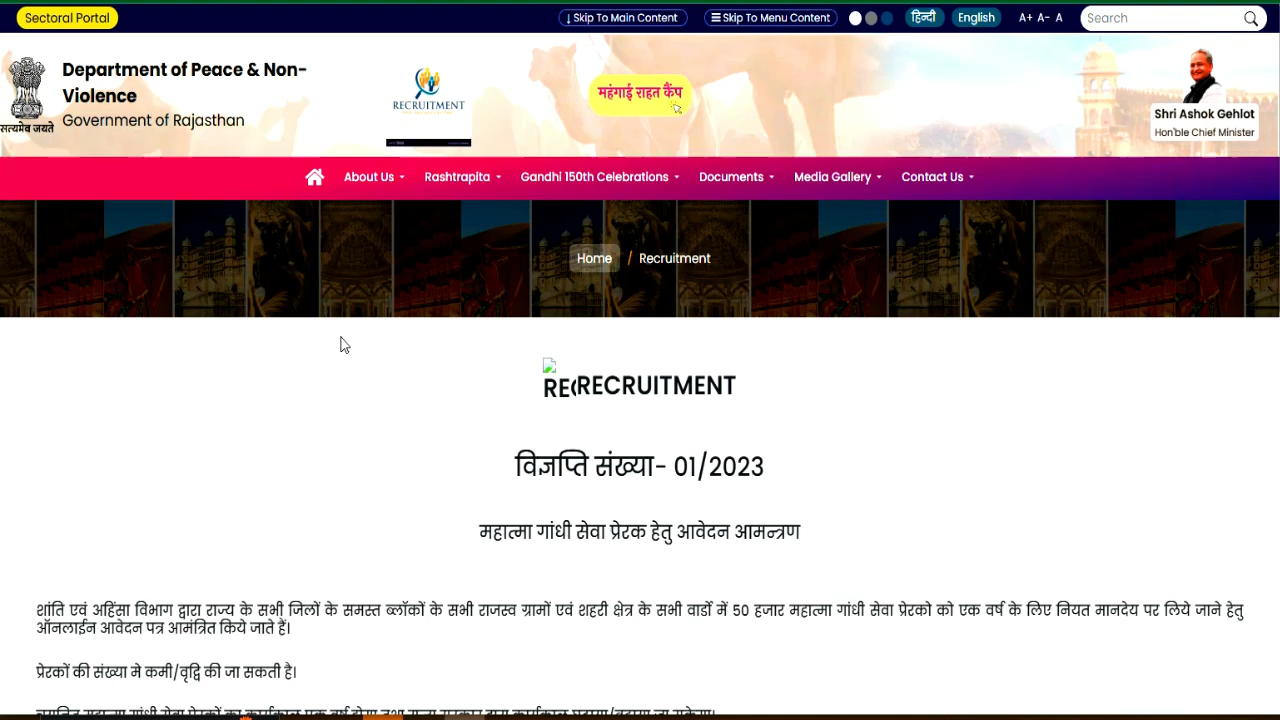 Sectoral Portal
Skip To Main Content
Skip To Menu Content
हिन्दी
English
A+ A- A
Search
Department of Peace & Non-
Violence
Government of Rajasthan
सत्यमेव जयते
RECRUITMENT
महंगाई राहत कैंप
Shri Ashok Gehlot
Hon'ble Chief Minister
About Us
Rashtrapita
Gandhi 150th Celebrations
Documents
Media Gallery
Contact Us
Home / Recruitment
REC
RECRUITMENT
विज्ञप्ति संख्या- 01/2023
महात्मा गांधी सेवा प्रेरक हेतु आवेदन आमन्त्रण
शांति एवं अहिंसा विभाग द्वारा राज्य के सभी जिलों के समस्त ब्लॉकों के सभी राजस्व ग्रामों एवं शहरी क्षेत्र के सभी वार्डो में 50 हजार महात्मा गांधी सेवा प्रेरको को एक वर्ष के लिए नियत मानदेय पर लिये जाने हेतु
ऑनलाईन आवेदन पत्र आमंत्रित किये जाते हैं।
प्रेरकों की संख्या मे कमी/वृद्वि की जा सकती है।